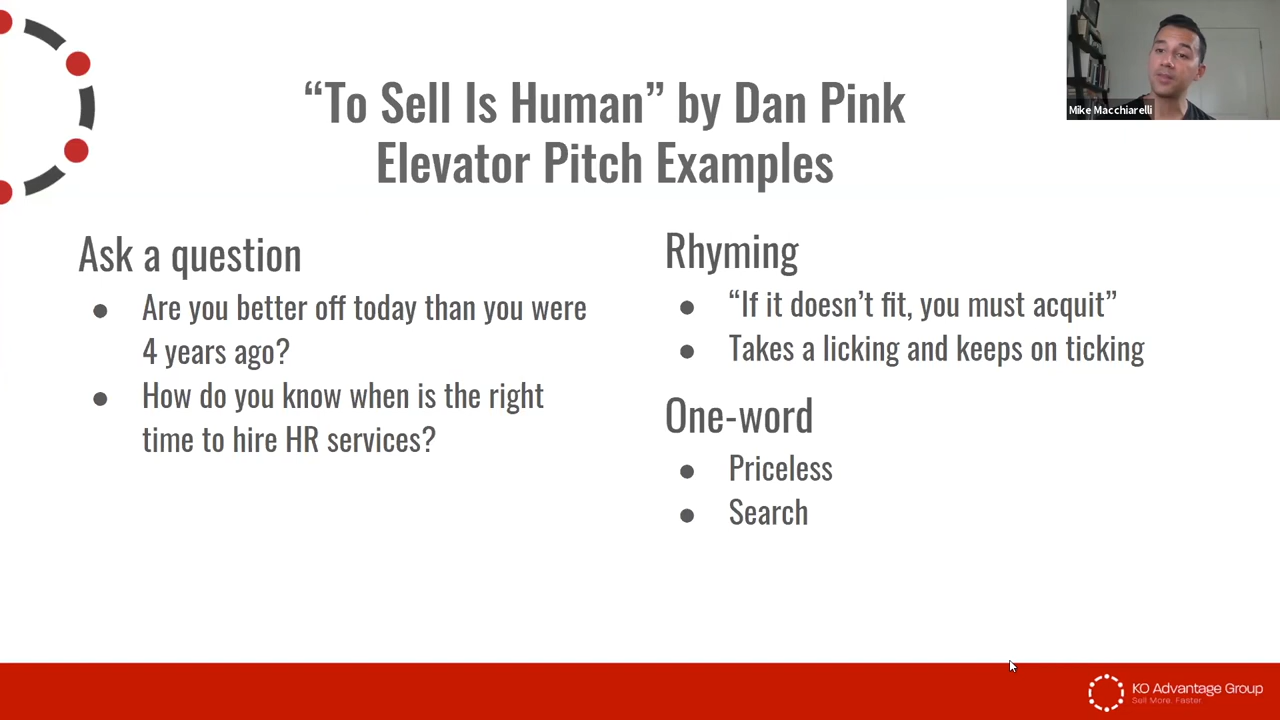 “To Sell Is Human” by Dan Pink
Elevator Pitch Examples
Mike Macchiarelli
Ask a question
● Are you better off today than you were
4 years ago?
● How do you know when is the right
time to hire HR services?
Rhyming
● “If it doesn’t fit, you must acquit”
● Takes a licking and keeps on ticking
One-word
● Priceless
● Search
KO Advantage Group
Sell More. Faster.